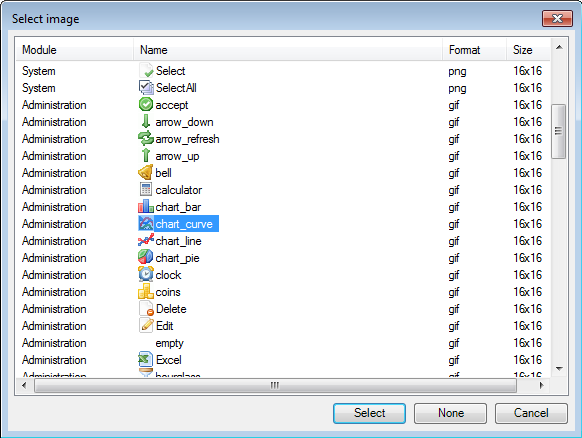 Select image
Module Name Format Size
System Select png 16x16
System SelectAll png 16x16
Administration accept gif 16x16
Administration arrow_down gif 16x16
Administration arrow_refresh gif 16x16
Administration arrow_up gif 16x16
Administration bell gif 16x16
Administration calculator gif 16x16
Administration chart_bar gif 16x16
Administration chart_curve gif 16x16
Administration chart_line gif 16x16
Administration chart_pie gif 16x16
Administration clock gif 16x16
Administration coins gif 16x16
Administration Delete gif 16x16
Administration Edit gif 16x16
Administration empty gif 16x16
Administration Excel gif 16x16
Administration hourglass gif 16x16
Select None Cancel